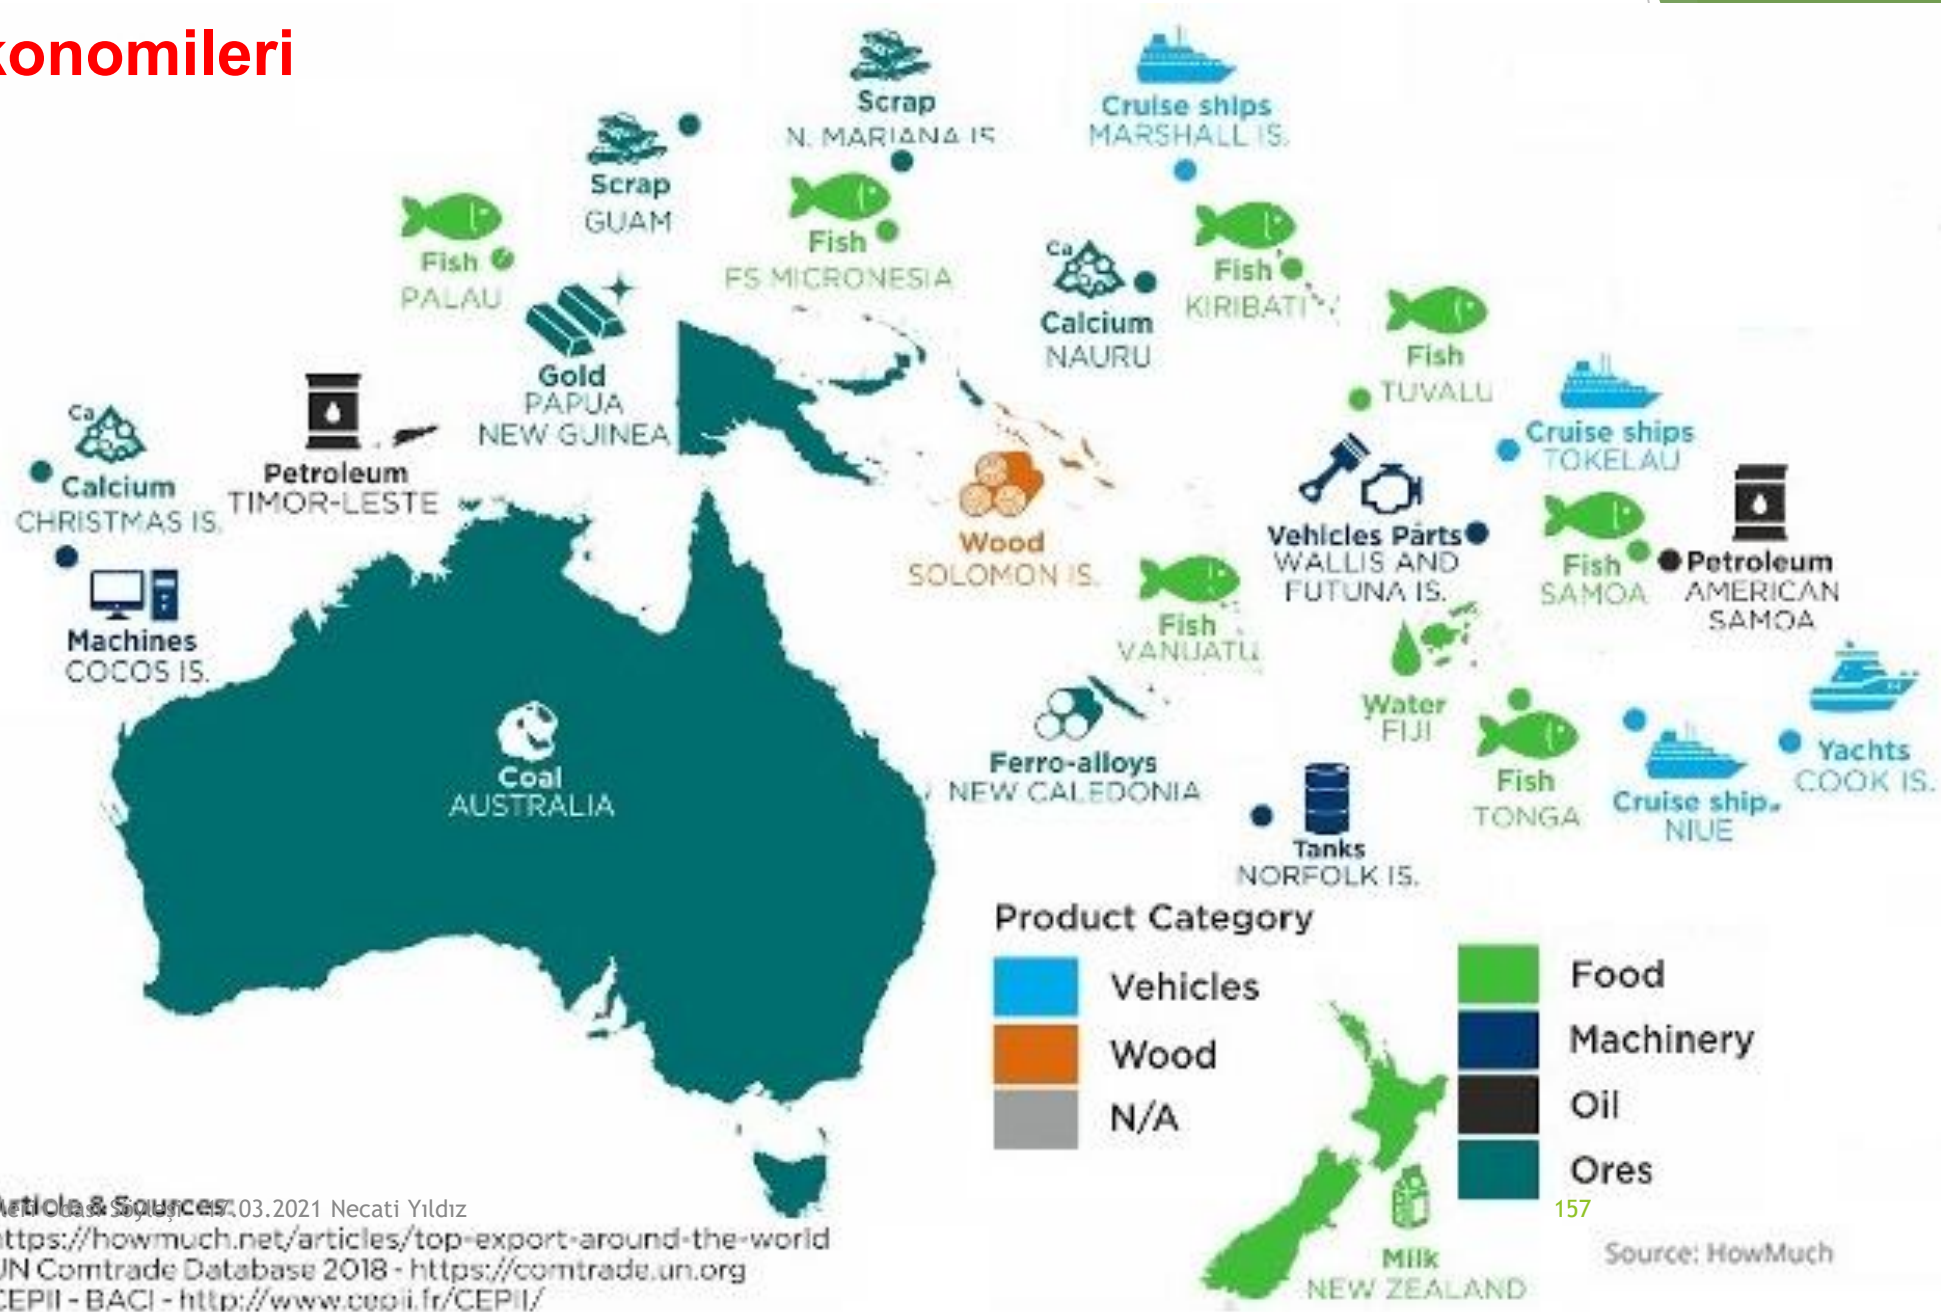 konomileri
Scrap
N. MARIANA IS.
Cruise ships
MARSHALL IS.
Scrap
GUAM
Fish
PALAU
Fish
FS MICRONESIA
Ca
Calcium
NAURU
Fish
KIRIBATI
Fish
TUVALU
Gold
PAPUA
NEW GUINEA
Cruise ships
TOKELAU
Ca
Calcium
CHRISTMAS IS.
Petroleum
TIMOR-LESTE
Wood
SOLOMON IS.
Vehicles Parts
WALLIS AND
FUTUNA IS.
Fish
SAMOA
Petroleum
AMERICAN
SAMOA
Machines
COCOS IS.
Fish
VANUATU
Water
FIJI
Coal
AUSTRALIA
Ferro-alloys
NEW CALEDONIA
Fish
TONGA
Cruise ship
NIUE
Yachts
COOK IS.
Tanks
NORFOLK IS.
Product Category
Vehicles
Wood
N/A
Food
Machinery
Oil
Ores
Milk
NEW ZEALAND
Article & Sources:
.03.2021 Necati Yıldız
157
https://howmuch.net/articles/top-export-around-the-world
UN Comtrade Database 2018 - https://comtrade.un.org
CEPII - BACI - http://www.cepii.fr/CEPII/
Source: HowMuch